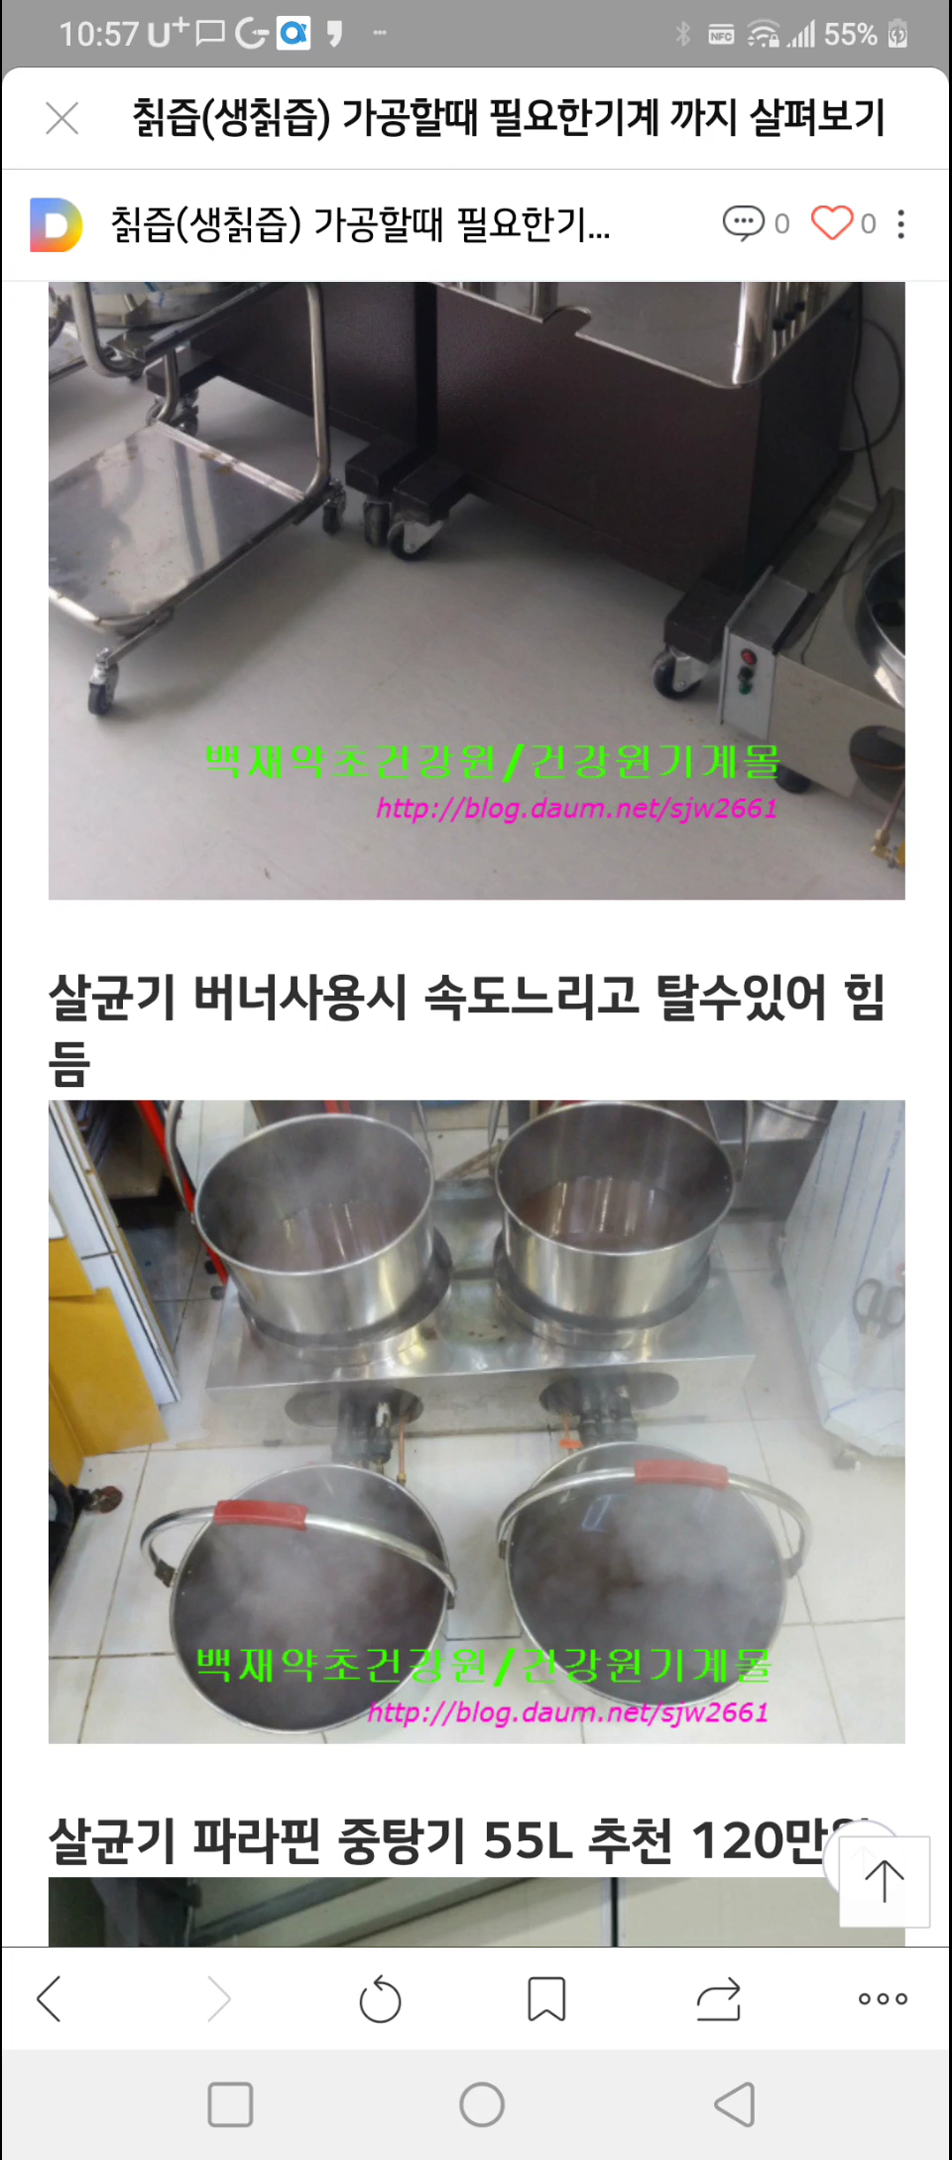 10:57 U+ 55%
NFC
칡즙(생칡즙) 가공할때 필요한기계 까지 살펴보기
칡즙(생칡즙) 가공할때 필요한기... 0 0
백재약초건강원/건강원기계몰
http://blog.daum.net/sjw2661
살균기 버너사용시 속도느리고 탈수있어 힘
듬
백재약초건강원/건강원기계몰
http://blog.daum.net/sjw2661
살균기 파라핀 중탕기 55L 추천 120만